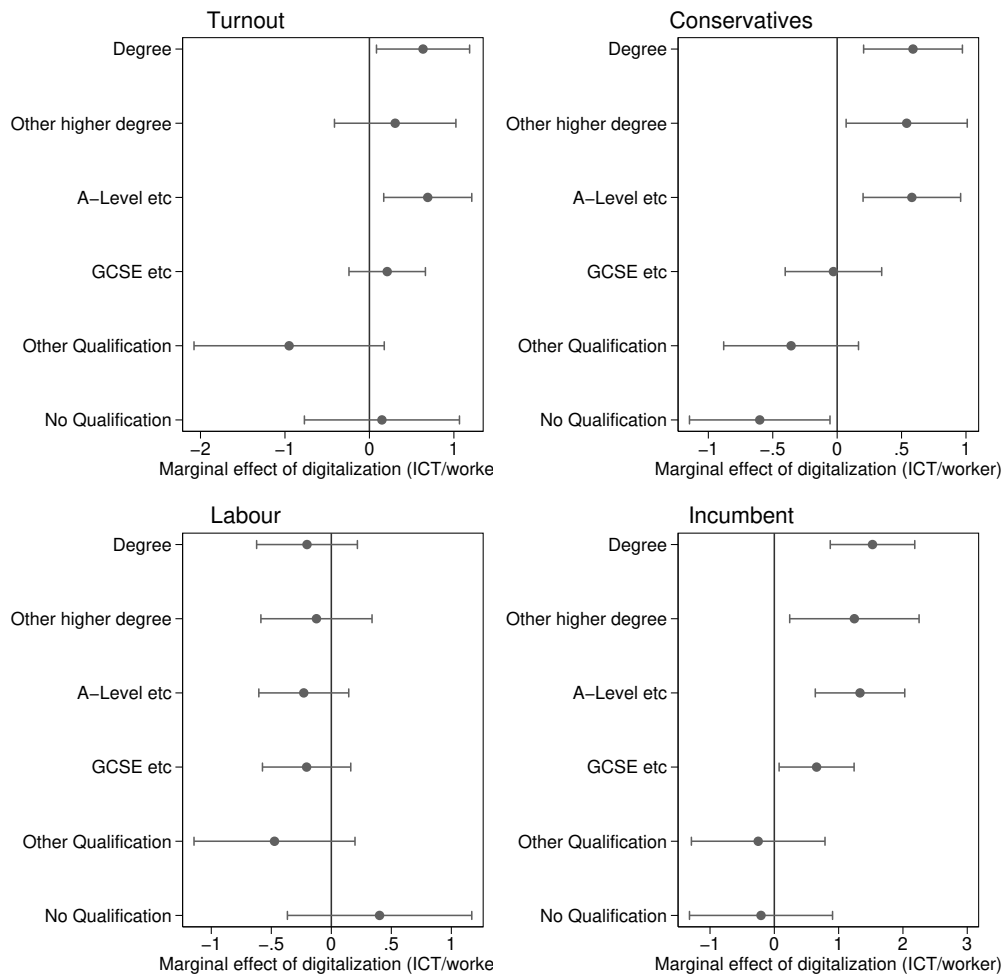 Turnout
Degree
Other higher degree
A−Level etc
GCSE etc
Other Qualification
No Qualification
−2 −1 0 1
Marginal effect of digitalization (ICT/worke
Conservatives
Degree
Other higher degree
A−Level etc
GCSE etc
Other Qualification
No Qualification
−1 −.5 0 .5 1
Marginal effect of digitalization (ICT/worker)
Labour
Degree
Other higher degree
A−Level etc
GCSE etc
Other Qualification
No Qualification
−1 −.5 0 .5 1
Marginal effect of digitalization (ICT/worke
Incumbent
Degree
Other higher degree
A−Level etc
GCSE etc
Other Qualification
No Qualification
−1 0 1 2 3
Marginal effect of digitalization (ICT/worker)